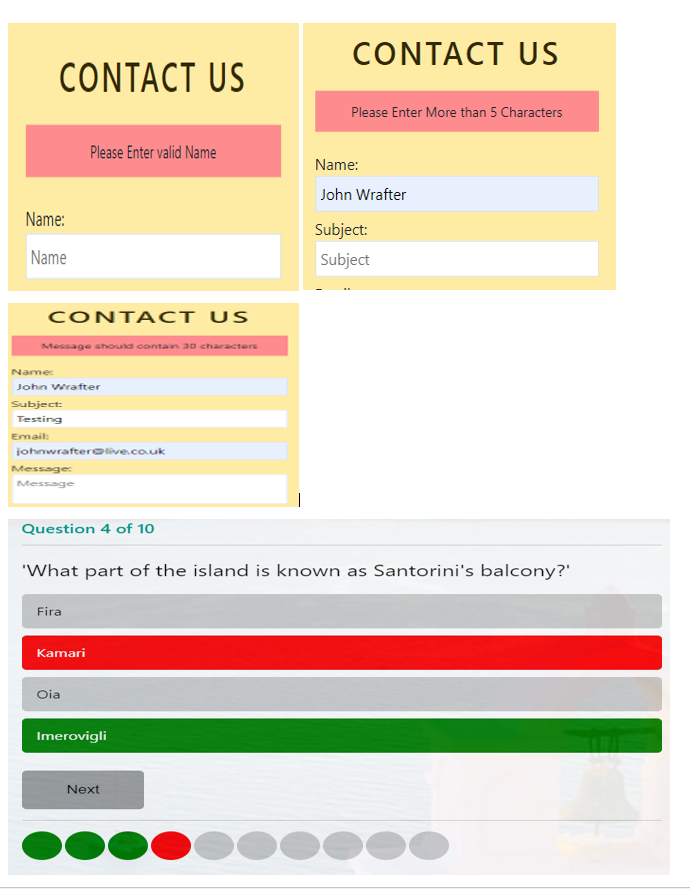 CONTACT US
Please Enter valid Name
Name:
Name
CONTACT US
Please Enter More than 5 Characters
Name:
John Wrafter
Subject:
Subject
CONTACT US
Message should contain 30 characters
Name:
John Wrafter
Subject:
Testing
Email:
johnwrafter@live.co.uk
Message:
Message
Question 4 of 10
'What part of the island is known as Santorini's balcony?'
Fira
Kamari
Oia
Imerovigli
Next